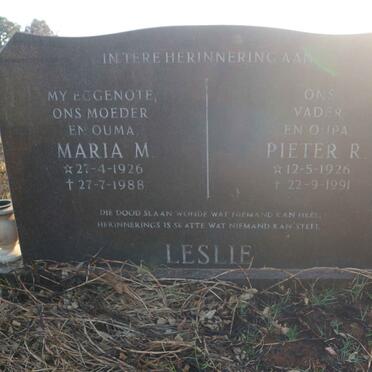 IN TERE HERINNERING AAN
MY EGGENOTE,
ONS MOEDER
EN OUMA
MARIA M.
☆27-4-1926
✝27-7-1988
ONS
VADER
EN OUPA
PIETER R.
☆12-5-1926
✝22-9-1991
DIE DOOD SLAAN WONDE WAT NIEMAND KAN HEEL,
HERINNERINGS IS SKATTE WAT NIEMAND KAN STEEL
LESLIE